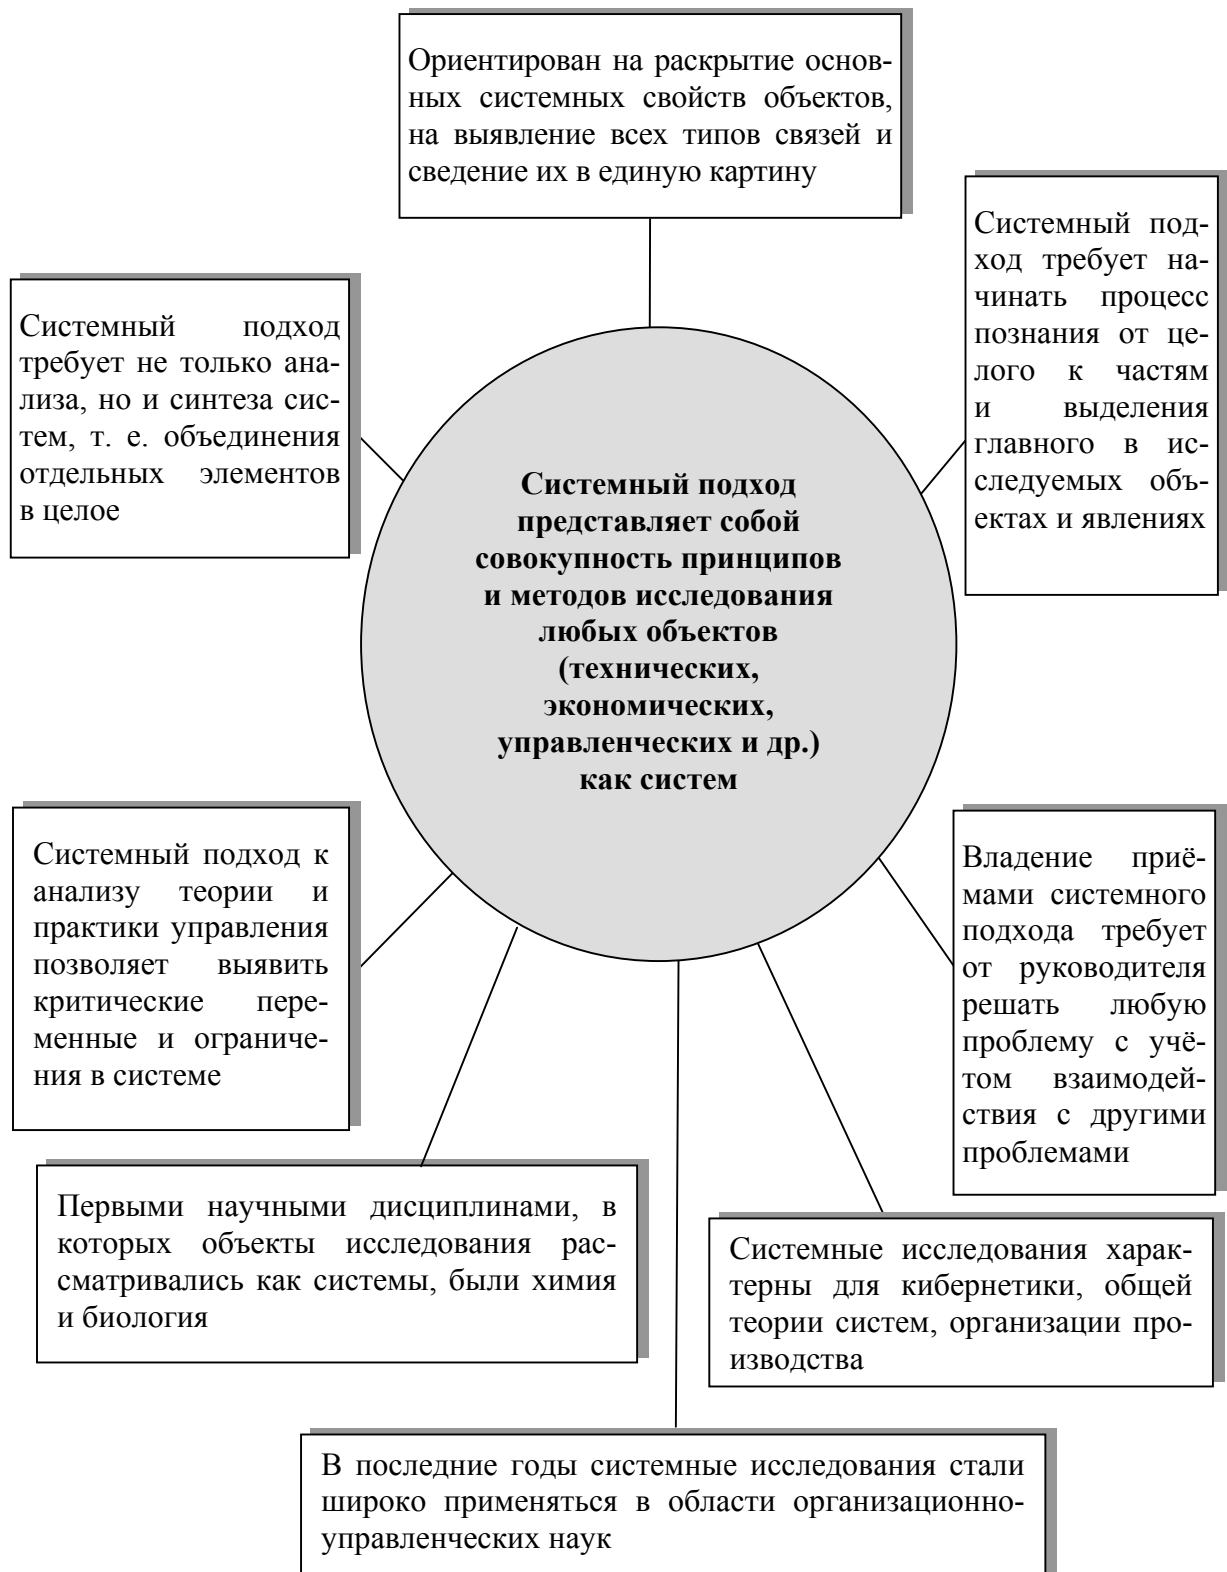 Ориентирован на раскрытие основ-
ных системных свойств объектов,
на выявление всех типов связей и
сведение их в единую картину
Системный под-
ход требует на-
чинать процесс
познания от це-
лого к частям
и выделения
главного в ис-
следуемых объ-
ектах и явлениях
Системный подход
требует не только ана-
лиза, но и синтеза сис-
тем, т. е. объединения
отдельных элементов
в целое
Системный подход
представляет собой
совокупность принципов
и методов исследования
любых объектов
(технических,
экономических,
управленческих и др.)
как систем
Системный подход к
анализу теории и
практики управления
позволяет выявить
критические пере-
менные и ограниче-
ния в системе
Владение приё-
мами системного
подхода требует
от руководителя
решать любую
проблему с учё-
том взаимодей-
ствия с другими
проблемами
Первыми научными дисциплинами, в
которых объекты исследования рас-
сматривались как системы, были химия
и биология
Системные исследования харак-
терны для кибернетики, общей
теории систем, организации про-
изводства
В последние годы системные исследования стали
широко применяться в области организационно-
управленческих наук